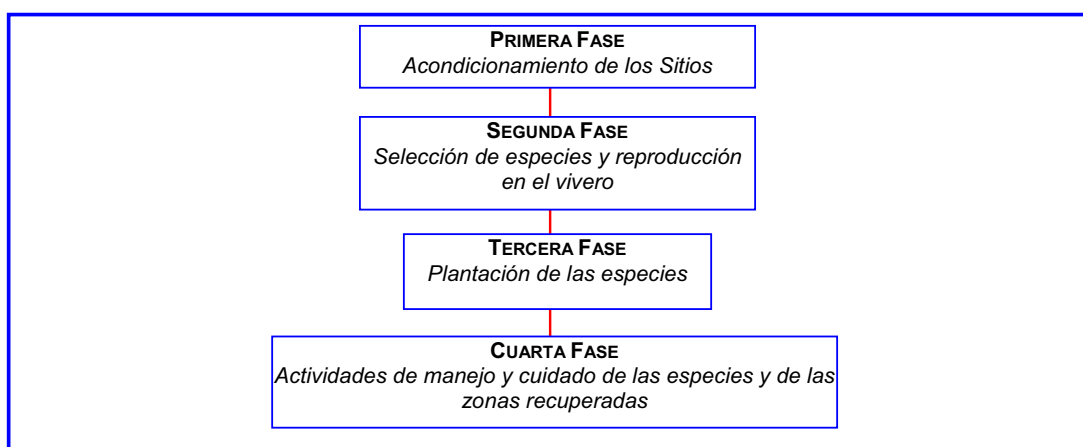 PRIMERA FASE
Acondicionamiento de los Sitios
SEGUNDA FASE
Selección de especies y reproducción
en el vivero
TERCERA FASE
Plantación de las especies
CUARTA FASE
Actividades de manejo y cuidado de las especies y de las
zonas recuperadas